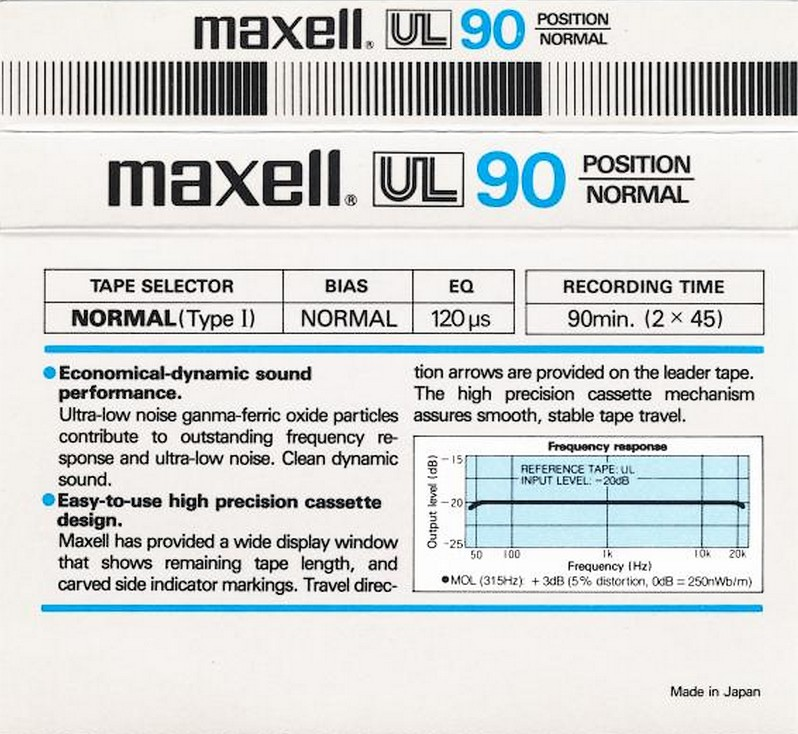 maxell® UL 90 POSITION NORMAL
maxell® UL 90 POSITION NORMAL
TAPE SELECTOR BIAS EQ RECORDING TIME
NORMAL (Type I) NORMAL 120μs 90min. (2 × 45)
●Economical-dynamic sound
performance.
Ultra-low noise ganma-ferric oxide particles
contribute to outstanding frequency re-
sponse and ultra-low noise. Clean dynamic
sound.
●Easy-to-use high precision cassette
design.
Maxell has provided a wide display window
that shows remaining tape length, and
carved side indicator markings. Travel direc-
tion arrows are provided on the leader tape.
The high precision cassette mechanism
assures smooth, stable tape travel.
Frequency response
Output level (dB)
-15
-20
-25
REFERENCE TAPE: UL
INPUT LEVEL: -20dB
50 100 1k 10k 20k
Frequency (Hz)
●MOL (315Hz): +3dB (5% distortion, 0dB = 250nWb/m)
Made in Japan